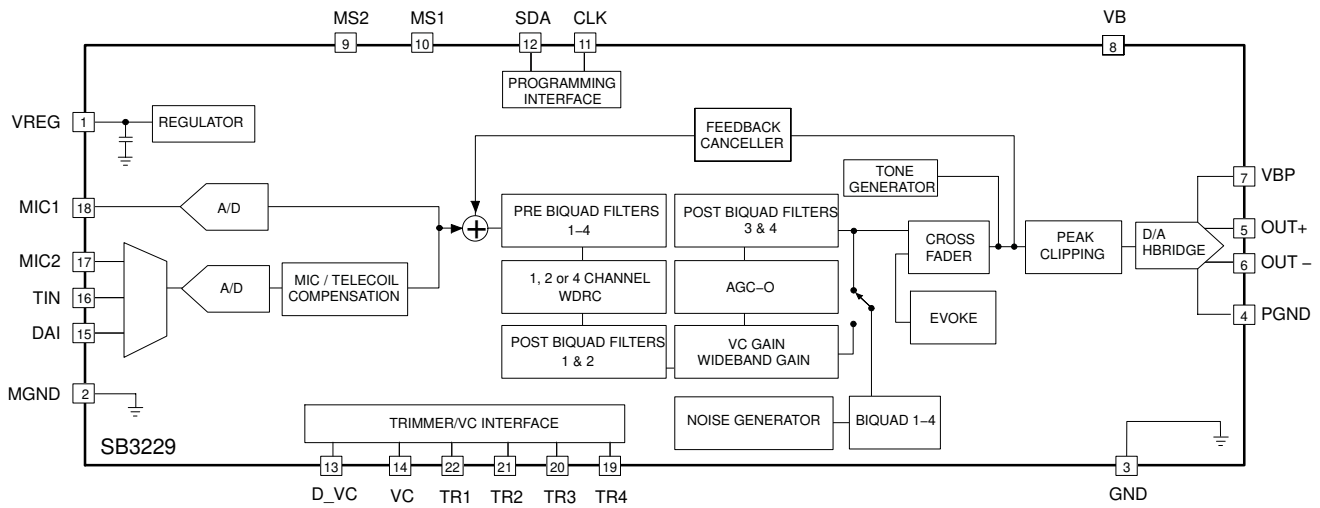 MS2 MS1 SDA CLK VB
9 10 12 11 8
PROGRAMMING
INTERFACE
VREG 1 REGULATOR
FEEDBACK
CANCELLER
TONE
GENERATOR
7 VBP
MIC1 18 A/D
+
PRE BIQUAD FILTERS
1–4
POST BIQUAD FILTERS
3 & 4
CROSS
FADER
PEAK
CLIPPING
D/A
HBRIDGE
5 OUT+
6 OUT –
MIC2 17
TIN 16
DAI 15
A/D
MIC / TELECOIL
COMPENSATION
1, 2 or 4 CHANNEL
WDRC
AGC–O
EVOKE
4 PGND
POST BIQUAD FILTERS
1 & 2
VC GAIN
WIDEBAND GAIN
MGND 2
NOISE GENERATOR
BIQUAD 1–4
TRIMMER/VC INTERFACE
SB3229
13 14 22 21 20 19 3
D_VC VC TR1 TR2 TR3 TR4 GND